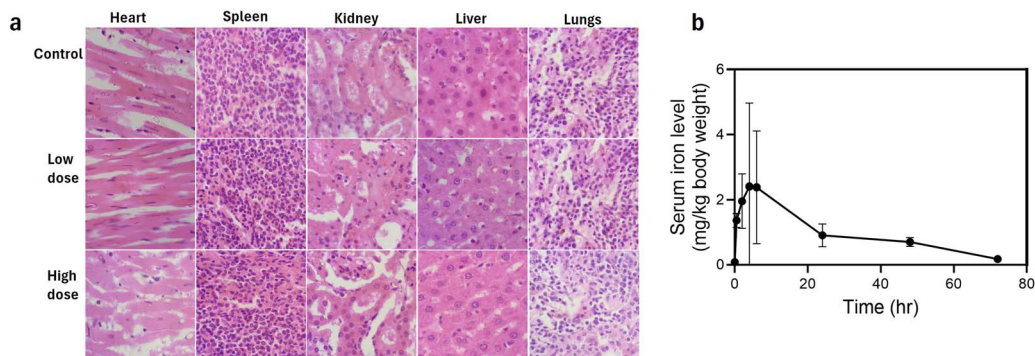 a
Heart Spleen Kidney Liver Lungs
Control
Low
dose
High
dose
b
Serum iron level
(mg/kg body weight)
6
4
2
0
0 20 40 60 80
Time (hr)